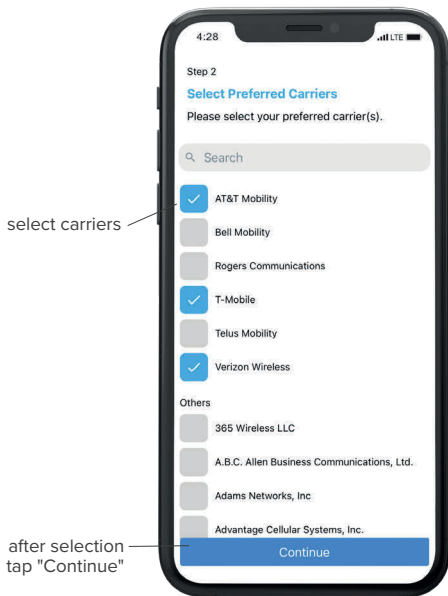 4:28
LTE
Step 2
Select Preferred Carriers
Please select your preferred carrier(s).
Search
select carriers
AT&T Mobility
Bell Mobility
Rogers Communications
T-Mobile
Telus Mobility
Verizon Wireless
Others
365 Wireless LLC
A.B.C. Allen Business Communications, Ltd.
Adams Networks, Inc
Advantage Cellular Systems, Inc.
after selection
tap "Continue"
Continue